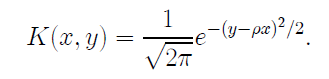 K(x, y) = \frac{1}{\sqrt{2\pi}} e^{-(y-\rho x)^2/2}.